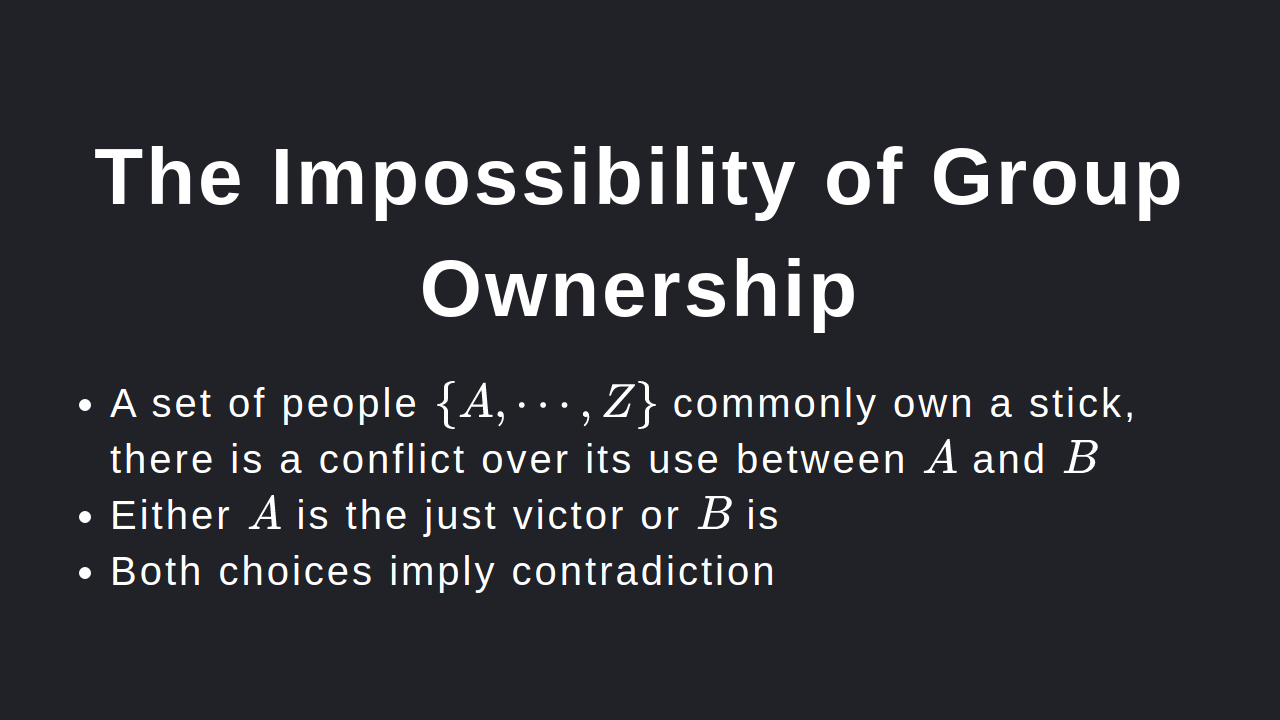 The Impossibility of Group
Ownership
• A set of people {A, ⋯ , Z} commonly own a stick,
there is a conflict over its use between A and B
• Either A is the just victor or B is
• Both choices imply contradiction